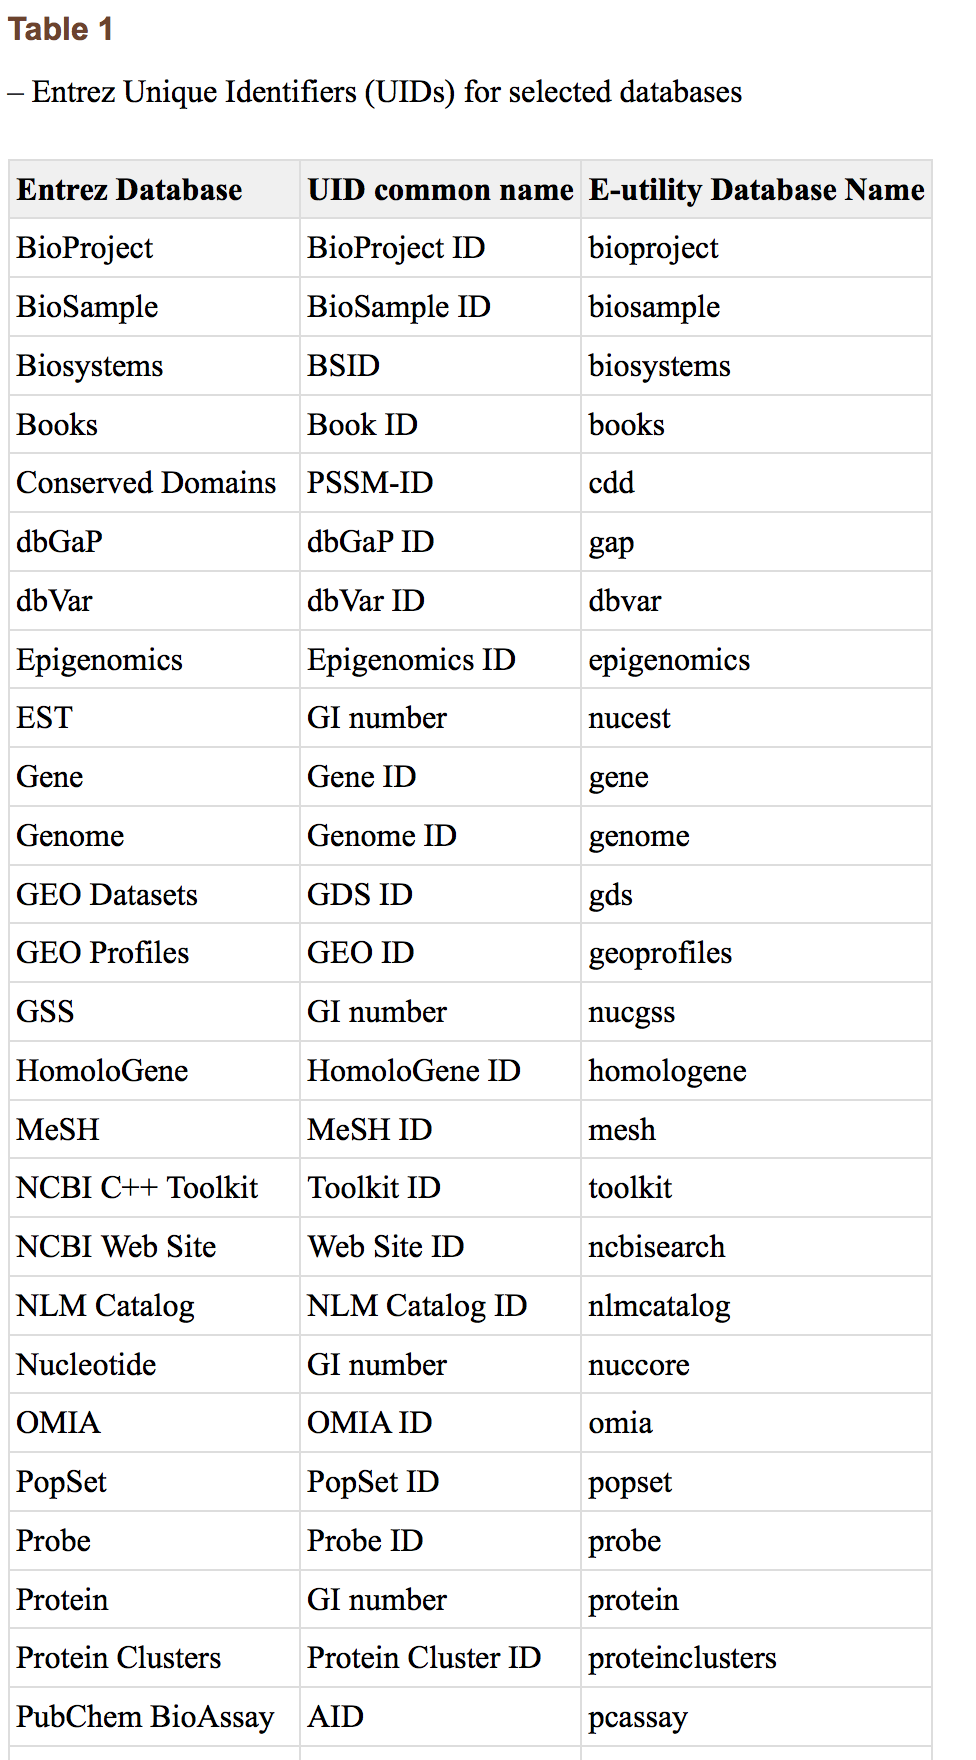 Table 1
– Entrez Unique Identifiers (UIDs) for selected databases
Entrez Database UID common name E-utility Database Name
BioProject BioProject ID bioproject
BioSample BioSample ID biosample
Biosystems BSID biosystems
Books Book ID books
Conserved Domains PSSM-ID cdd
dbGaP dbGaP ID gap
dbVar dbVar ID dbvar
Epigenomics Epigenomics ID epigenomics
EST GI number nucest
Gene Gene ID gene
Genome Genome ID genome
GEO Datasets GDS ID gds
GEO Profiles GEO ID geoprofiles
GSS GI number nucgss
HomoloGene HomoloGene ID homologene
MeSH MeSH ID mesh
NCBI C++ Toolkit Toolkit ID toolkit
NCBI Web Site Web Site ID ncbisearch
NLM Catalog NLM Catalog ID nlmcatalog
Nucleotide GI number nuccore
OMIA OMIA ID omia
PopSet PopSet ID popset
Probe Probe ID probe
Protein GI number protein
Protein Clusters Protein Cluster ID proteinclusters
PubChem BioAssay AID pcassay